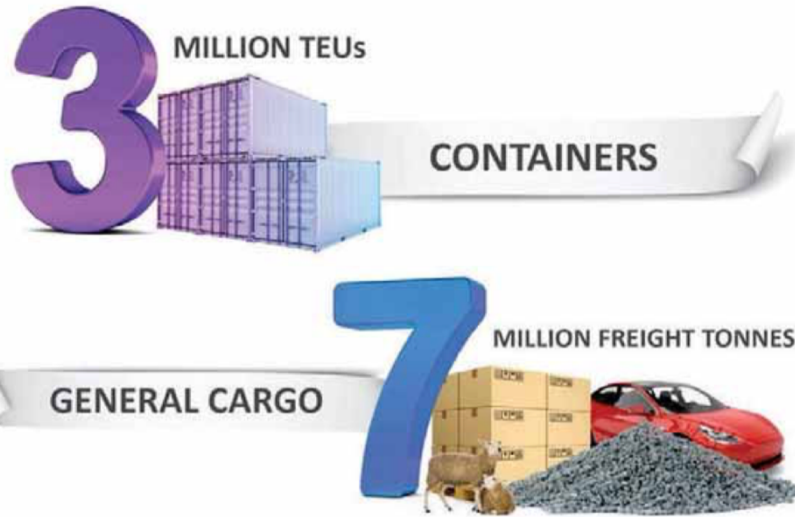 3
MILLION TEUs
CONTAINERS
7
MILLION FREIGHT TONNES
GENERAL CARGO